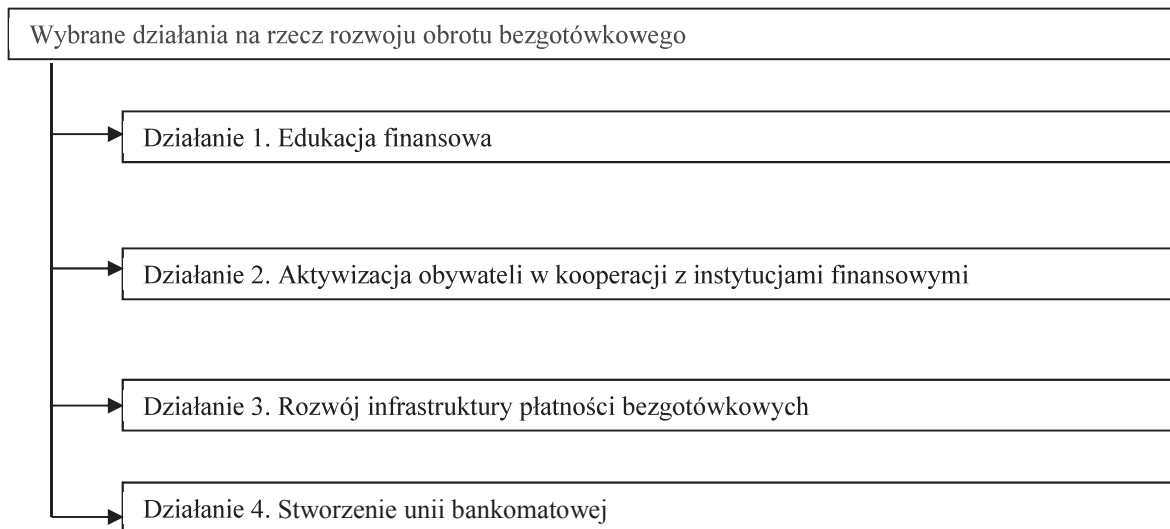 Wybrane działania na rzecz rozwoju obrotu bezgotówkowego
Działanie 1. Edukacja finansowa
Działanie 2. Aktywizacja obywateli w kooperacji z instytucjami finansowymi
Działanie 3. Rozwój infrastruktury płatności bezgotówkowych
Działanie 4. Stworzenie unii bankomatowej